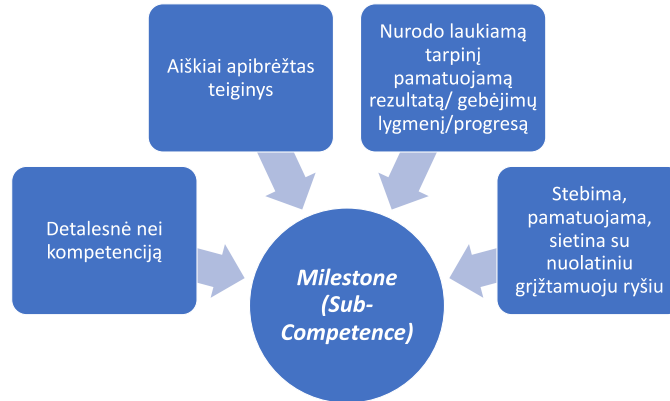 Aiškiai apibrėžtas
teiginys
Nurodo laukiamą
tarpinį
pamatuojamą
rezultatą/ gebėjimų
lygmenį/progresą
Detalesnė nei
kompetenciją
Stebima,
pamatuojama,
sietina su
nuolatiniu
grįžtamuoju ryšiu
Milestone
(Sub-
Competence)